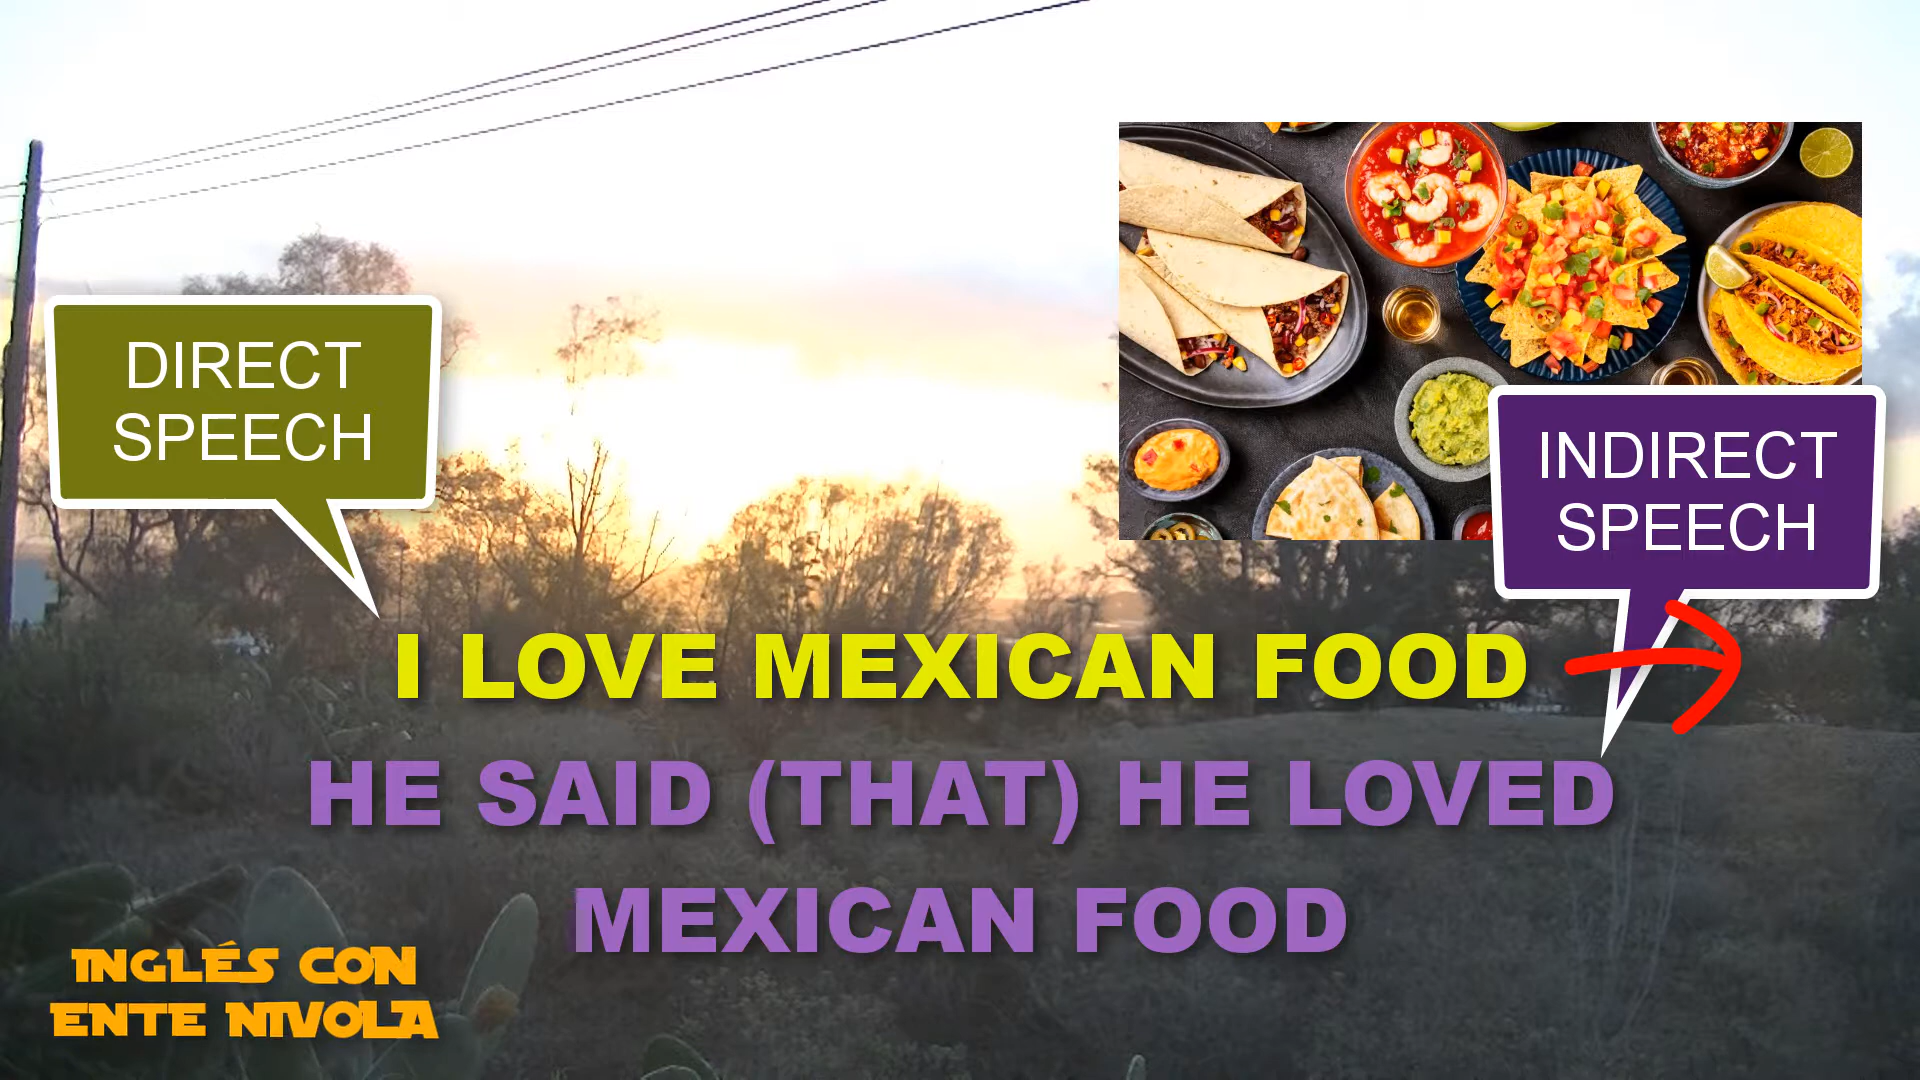 DIRECT
SPEECH
INDIRECT
SPEECH
I LOVE MEXICAN FOOD
HE SAID (THAT) HE LOVED
MEXICAN FOOD
INGLÉS CON
ENTE NIVOLA